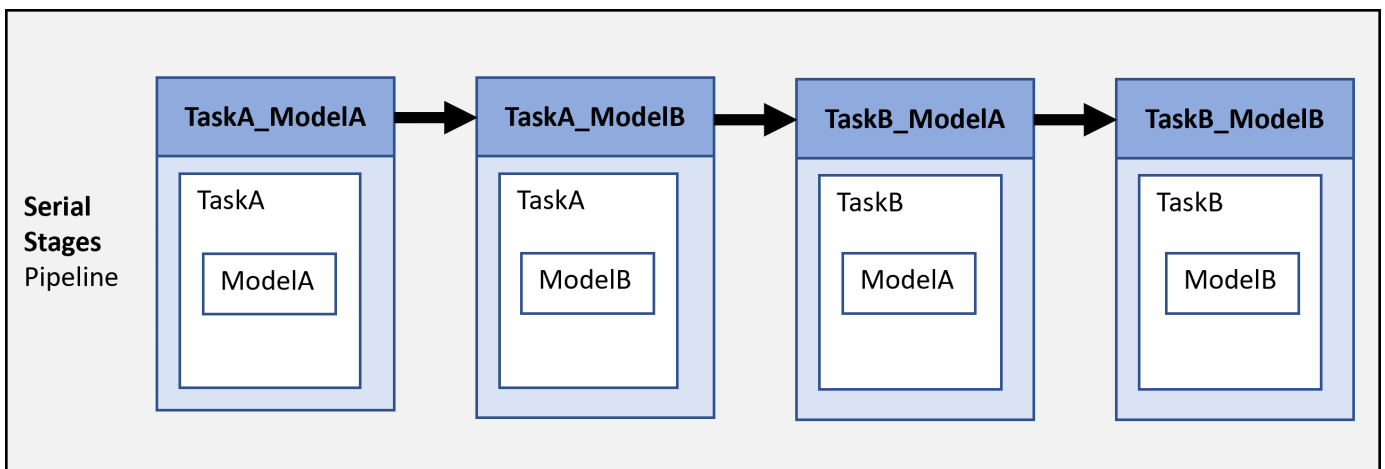 TaskA_ModelA
TaskA_ModelB
TaskB_ModelA
TaskB_ModelB
Serial
Stages
Pipeline
TaskA
ModelA
TaskA
ModelB
TaskB
ModelA
TaskB
ModelB